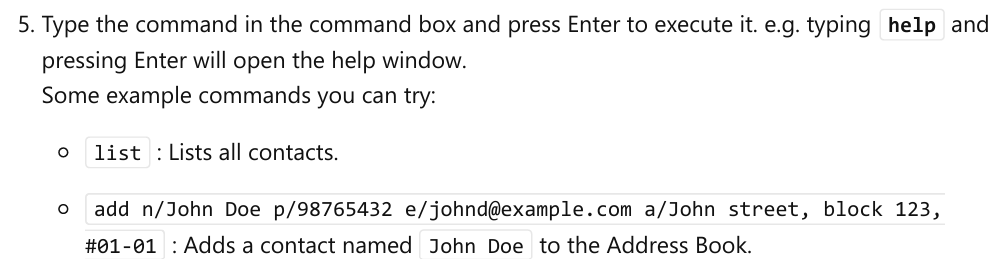 5. Type the command in the command box and press Enter to execute it. e.g. typing help and
pressing Enter will open the help window.
Some example commands you can try:
list : Lists all contacts.
add n/John Doe p/98765432 e/johnd@example.com a/John street, block 123,
#01-01 : Adds a contact named John Doe to the Address Book.